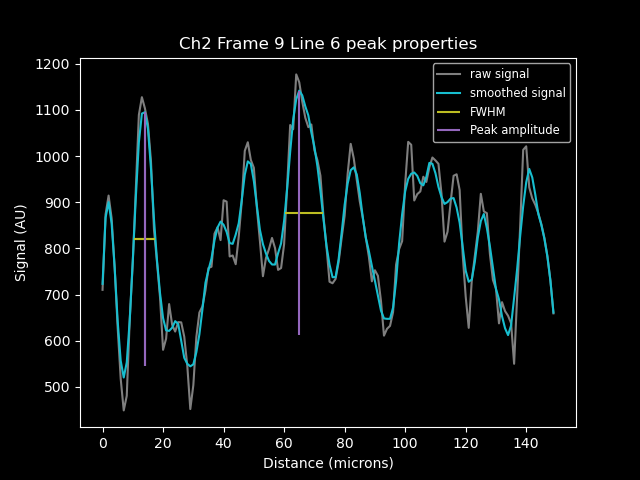 Ch2 Frame 9 Line 6 peak properties
raw signal
smoothed signal
FWHM
Peak amplitude
Signal (AU)
1200
1100
1000
900
800
700
600
500
0 20 40 60 80 100 120 140
Distance (microns)